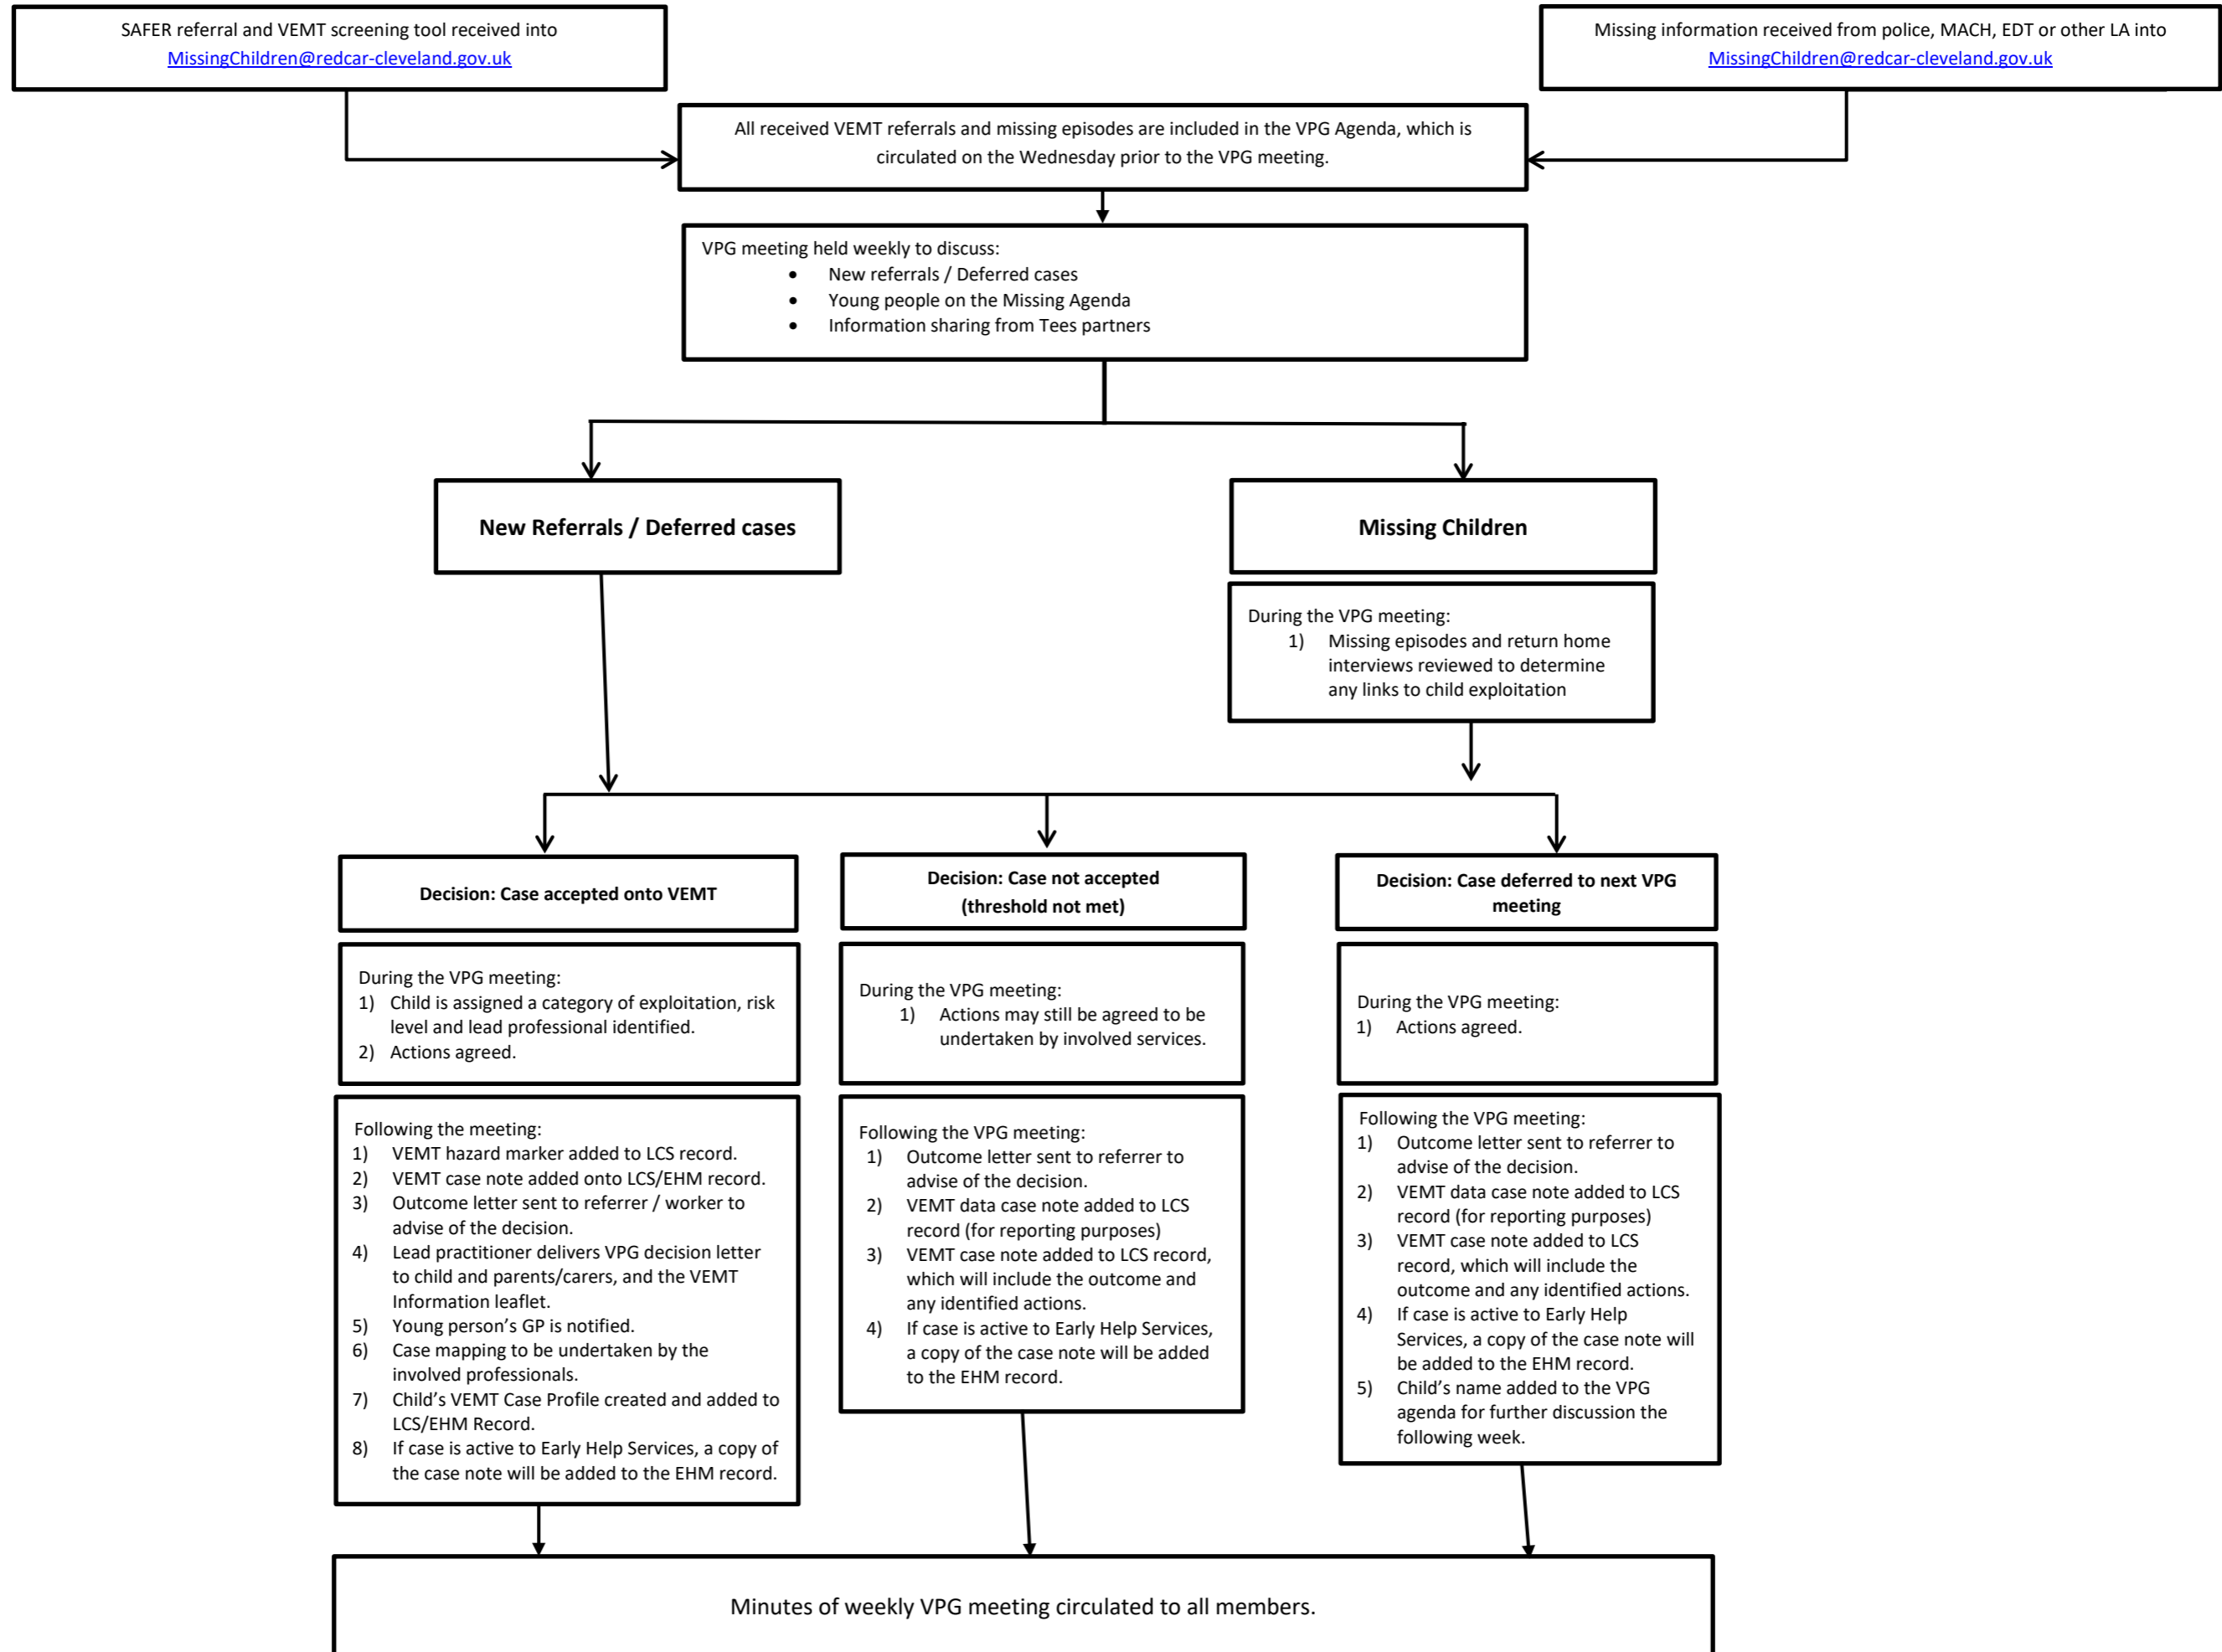 SAFER referral and VEMT screening tool received into
MissingChildren@redcar-cleveland.gov.uk
Missing information received from police, MACH, EDT or other LA into
MissingChildren@redcar-cleveland.gov.uk
All received VEMT referrals and missing episodes are included in the VPG Agenda, which is
circulated on the Wednesday prior to the VPG meeting.
VPG meeting held weekly to discuss:
• New referrals / Deferred cases
• Young people on the Missing Agenda
• Information sharing from Tees partners
New Referrals / Deferred cases
Missing Children
During the VPG meeting:
1) Missing episodes and return home
interviews reviewed to determine
any links to child exploitation
Decision: Case accepted onto VEMT
During the VPG meeting:
1) Child is assigned a category of exploitation, risk
level and lead professional identified.
2) Actions agreed.
Following the meeting:
1) VEMT hazard marker added to LCS record.
2) VEMT case note added onto LCS/EHM record.
3) Outcome letter sent to referrer / worker to
advise of the decision.
4) Lead practitioner delivers VPG decision letter
to child and parents/carers, and the VEMT
Information leaflet.
5) Young person's GP is notified.
6) Case mapping to be undertaken by the
involved professionals.
7) Child's VEMT Case Profile created and added to
LCS/EHM Record.
8) If case is active to Early Help Services, a copy of
the case note will be added to the EHM record.
Decision: Case not accepted
(threshold not met)
During the VPG meeting:
1) Actions may still be agreed to be
undertaken by involved services.
Following the VPG meeting:
1) Outcome letter sent to referrer to
advise of the decision.
2) VEMT data case note added to LCS
record (for reporting purposes)
3) VEMT case note added to LCS record,
which will include the outcome and
any identified actions.
4) If case is active to Early Help Services,
a copy of the case note will be added
to the EHM record.
Decision: Case deferred to next VPG
meeting
During the VPG meeting:
1) Actions agreed.
Following the VPG meeting:
1) Outcome letter sent to referrer to
advise of the decision.
2) VEMT data case note added to LCS
record (for reporting purposes)
3) VEMT case note added to LCS
record, which will include the
outcome and any identified actions.
4) If case is active to Early Help
Services, a copy of the case note will
be added to the EHM record.
5) Child's name added to the VPG
agenda for further discussion the
following week.
Minutes of weekly VPG meeting circulated to all members.